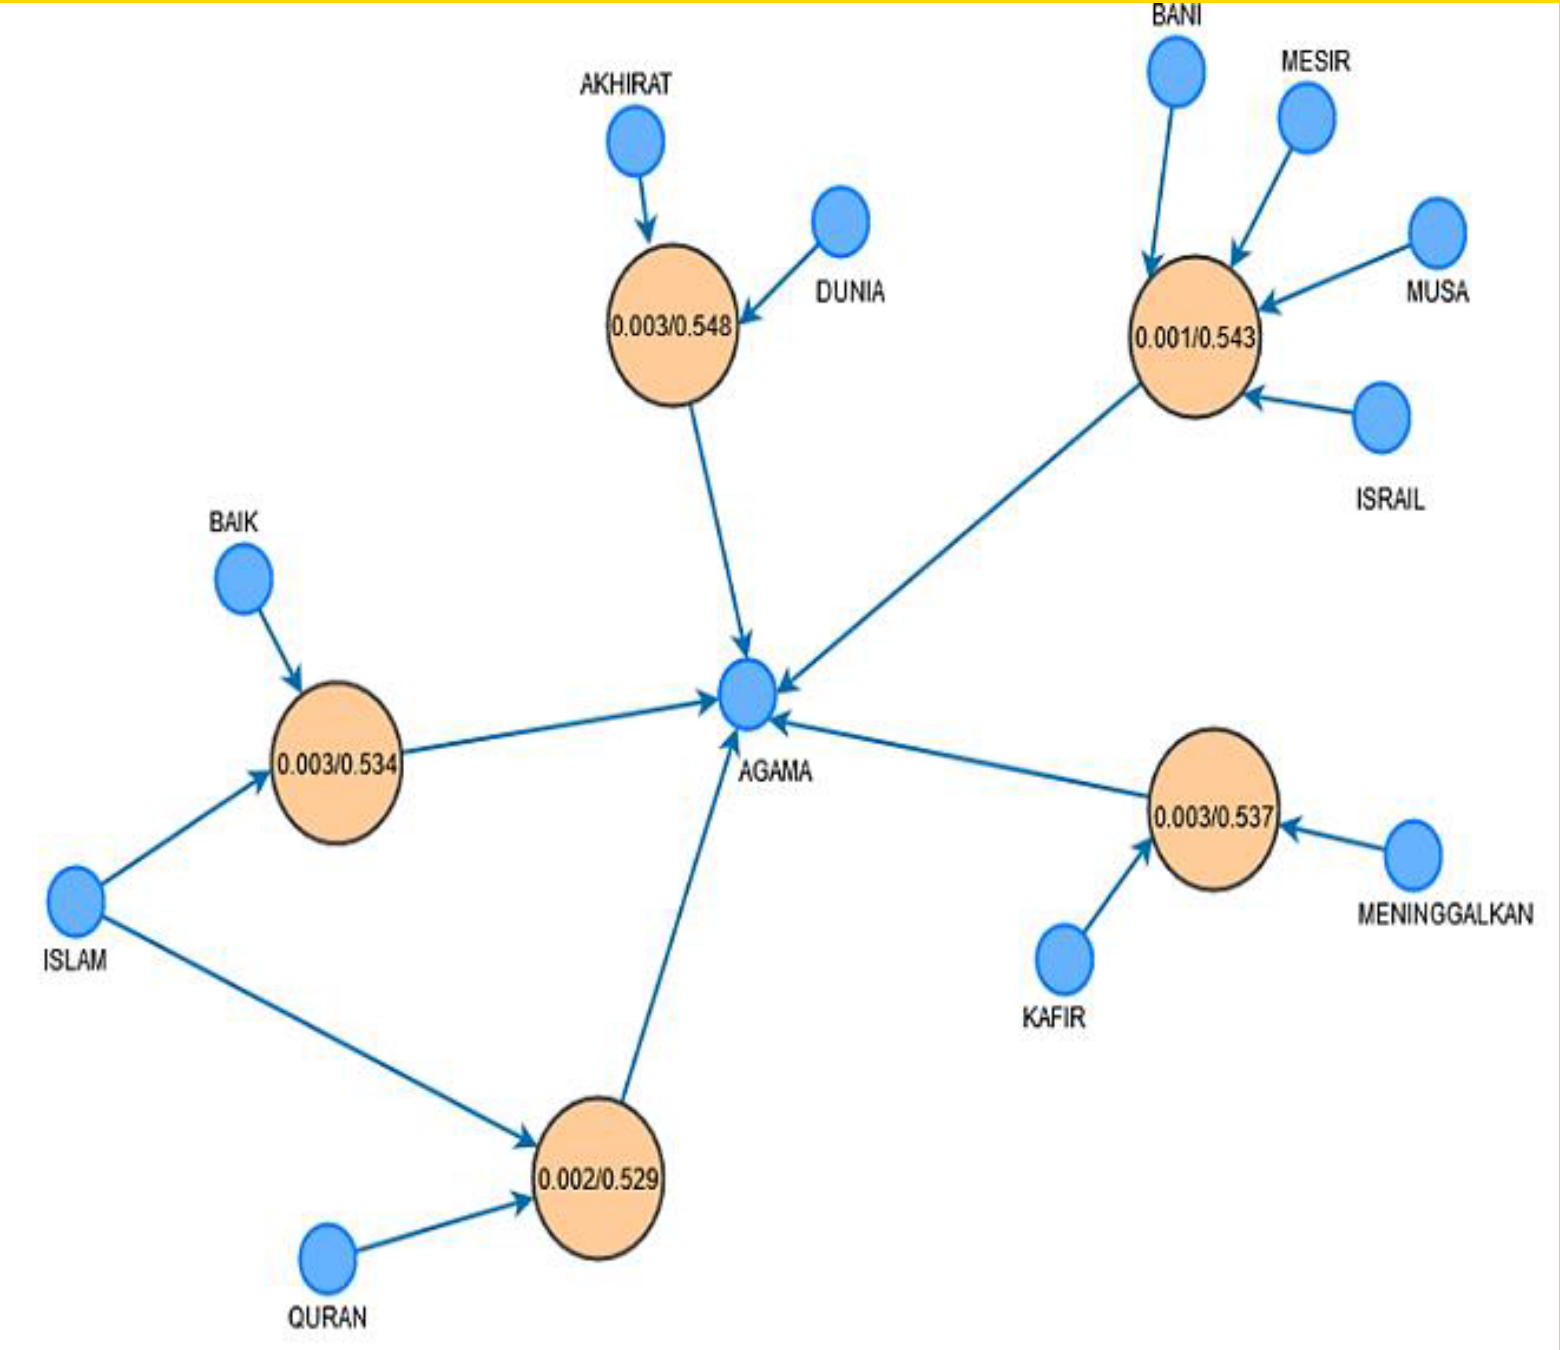 BANI
MESIR
AKHIRAT
DUNIA
MUSA
0.003/0.548
0.001/0.543
ISRAIL
BAIK
0.003/0.534
AGAMA
0.003/0.537
MENINGGALKAN
ISLAM
KAFIR
0.002/0.529
QURAN